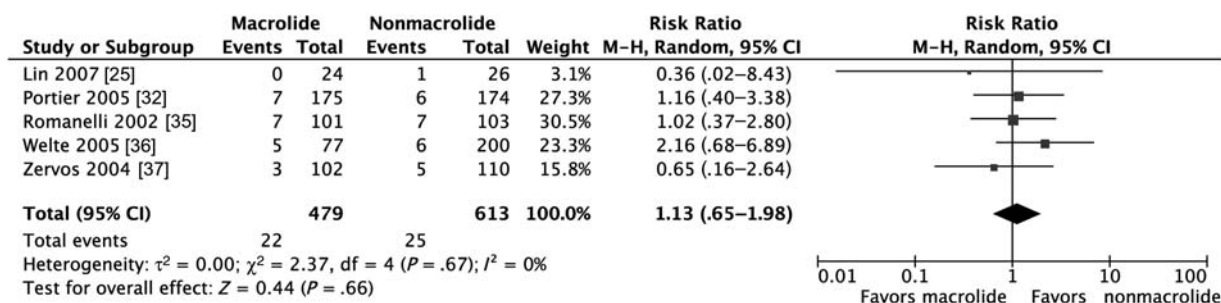 Macrolide Nonmacrolide Risk Ratio Risk Ratio
Study or Subgroup Events Total Events Total Weight M-H, Random, 95% CI M-H, Random, 95% CI
Lin 2007 [25] 0 24 1 26 3.1% 0.36 (.02–8.43)
Portier 2005 [32] 7 175 6 174 27.3% 1.16 (.40–3.38)
Romanelli 2002 [35] 7 101 7 103 30.5% 1.02 (.37–2.80)
Welte 2005 [36] 5 77 6 200 23.3% 2.16 (.68–6.89)
Zervos 2004 [37] 3 102 5 110 15.8% 0.65 (.16–2.64)
Total (95% CI) 479 613 100.0% 1.13 (.65–1.98)
Total events 22 25
Heterogeneity: τ² = 0.00; χ² = 2.37, df = 4 (P = .67); I² = 0%
Test for overall effect: Z = 0.44 (P = .66)
0.01 0.1 1 10 100
Favors macrolide Favors nonmacrolide